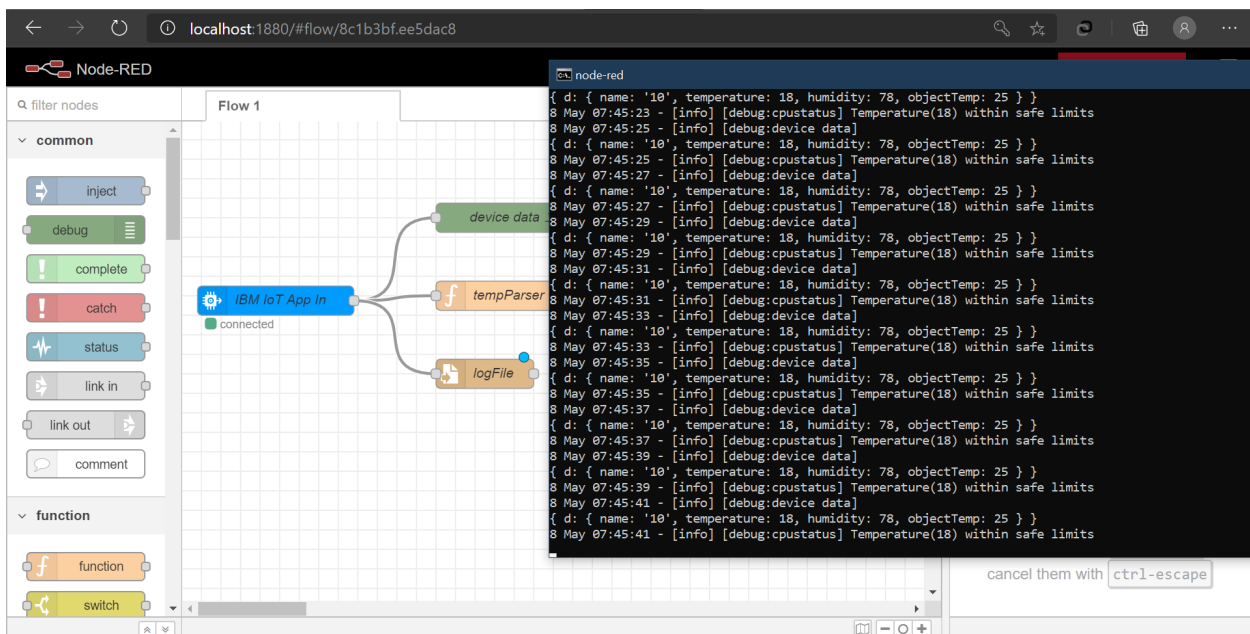 localhost:1880/#flow/8c1b3bf.ee5dac8
Node-RED
filter nodes
common
inject
debug
complete
catch
status
link in
link out
comment
function
function
switch
Flow 1
IBM IoT App In
connected
device data
tempParser
logFile
node-red
{ d: { name: '10', temperature: 18, humidity: 78, objectTemp: 25 } }
8 May 07:45:23 - [info] [debug:cpustatus] Temperature(18) within safe limits
8 May 07:45:25 - [info] [debug:device data]
{ d: { name: '10', temperature: 18, humidity: 78, objectTemp: 25 } }
8 May 07:45:25 - [info] [debug:cpustatus] Temperature(18) within safe limits
8 May 07:45:27 - [info] [debug:device data]
{ d: { name: '10', temperature: 18, humidity: 78, objectTemp: 25 } }
8 May 07:45:27 - [info] [debug:cpustatus] Temperature(18) within safe limits
8 May 07:45:29 - [info] [debug:device data]
{ d: { name: '10', temperature: 18, humidity: 78, objectTemp: 25 } }
8 May 07:45:29 - [info] [debug:cpustatus] Temperature(18) within safe limits
8 May 07:45:31 - [info] [debug:device data]
{ d: { name: '10', temperature: 18, humidity: 78, objectTemp: 25 } }
8 May 07:45:31 - [info] [debug:cpustatus] Temperature(18) within safe limits
8 May 07:45:33 - [info] [debug:device data]
{ d: { name: '10', temperature: 18, humidity: 78, objectTemp: 25 } }
8 May 07:45:33 - [info] [debug:cpustatus] Temperature(18) within safe limits
8 May 07:45:35 - [info] [debug:device data]
{ d: { name: '10', temperature: 18, humidity: 78, objectTemp: 25 } }
8 May 07:45:35 - [info] [debug:cpustatus] Temperature(18) within safe limits
8 May 07:45:37 - [info] [debug:device data]
{ d: { name: '10', temperature: 18, humidity: 78, objectTemp: 25 } }
8 May 07:45:37 - [info] [debug:cpustatus] Temperature(18) within safe limits
8 May 07:45:39 - [info] [debug:device data]
{ d: { name: '10', temperature: 18, humidity: 78, objectTemp: 25 } }
8 May 07:45:39 - [info] [debug:cpustatus] Temperature(18) within safe limits
8 May 07:45:41 - [info] [debug:device data]
{ d: { name: '10', temperature: 18, humidity: 78, objectTemp: 25 } }
8 May 07:45:41 - [info] [debug:cpustatus] Temperature(18) within safe limits
cancel them with ctrl-escape